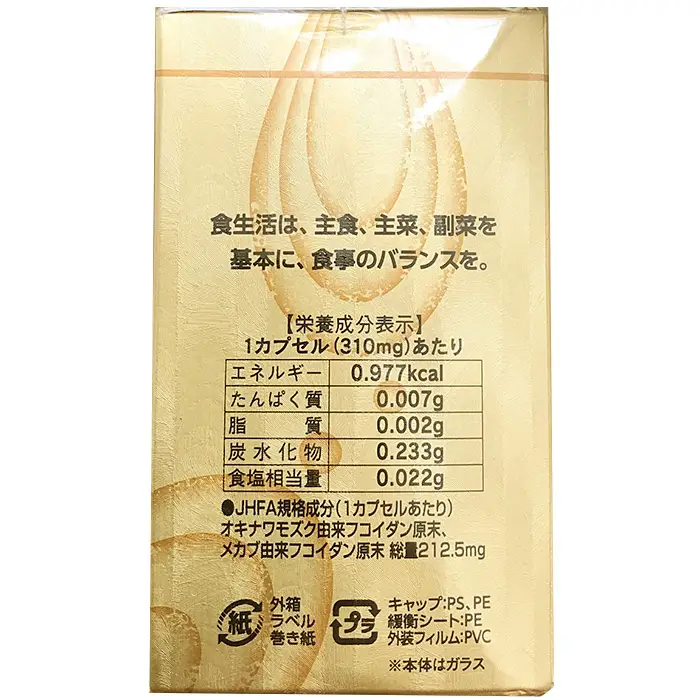 食生活は、主食、主菜、副菜を
基本に、食事のバランスを。
【栄養成分表示】
1カプセル(310mg)あたり
エネルギー 0.977kcal
たんぱく質 0.007g
脂質 0.002g
炭水化物 0.233g
食塩相当量 0.022g
●JHFA規格成分(1カプセルあたり)
オキナワモズク由来フコイダン原末、
メカブ由来フコイダン原末 総量212.5mg
紙
外箱
ラベル
巻き紙
プラ
キャップ:PS、PE
緩衝シート:PE
外装フィルム:PVC
※本体はガラス